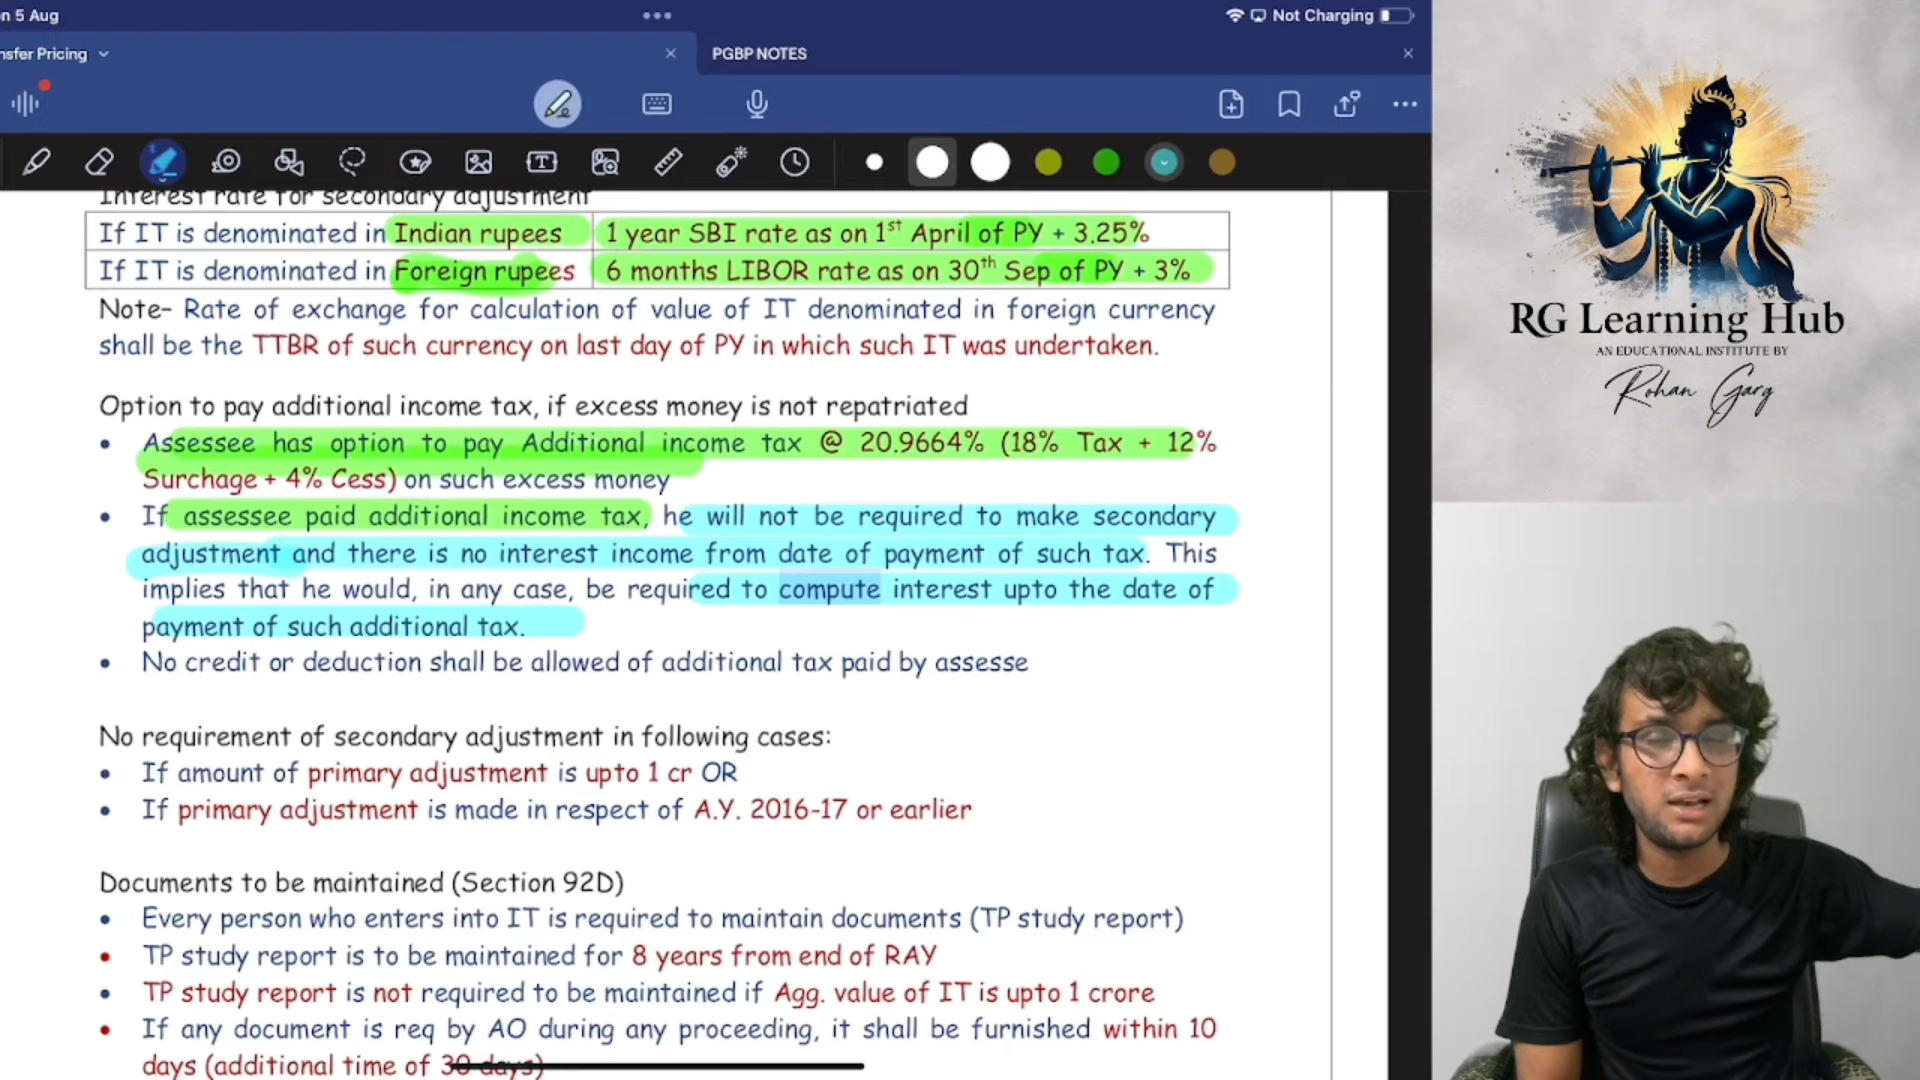 n 5 Aug
Not Charging
nsfer Pricing
PGBP NOTES
Interest rate for secondary adjustment
If IT is denominated in Indian rupees 1 year SBI rate as on 1st April of PY + 3.25%
If IT is denominated in Foreign rupees 6 months LIBOR rate as on 30th Sep of PY + 3%
Note- Rate of exchange for calculation of value of IT denominated in foreign currency
shall be the TTBR of such currency on last day of PY in which such IT was undertaken.
Option to pay additional income tax, if excess money is not repatriated
• Assessee has option to pay Additional income tax @ 20.9664% (18% Tax + 12%
Surchage + 4% Cess) on such excess money
• If assessee paid additional income tax, he will not be required to make secondary
adjustment and there is no interest income from date of payment of such tax. This
implies that he would, in any case, be required to compute interest upto the date of
payment of such additional tax.
• No credit or deduction shall be allowed of additional tax paid by assesse
No requirement of secondary adjustment in following cases:
• If amount of primary adjustment is upto 1 cr OR
• If primary adjustment is made in respect of A.Y. 2016-17 or earlier
Documents to be maintained (Section 92D)
• Every person who enters into IT is required to maintain documents (TP study report)
• TP study report is to be maintained for 8 years from end of RAY
• TP study report is not required to be maintained if Agg. value of IT is upto 1 crore
• If any document is req by AO during any proceeding, it shall be furnished within 10
days (additional time of 30 days)
RG Learning Hub
AN EDUCATIONAL INSTITUTE BY
Rohan Garg